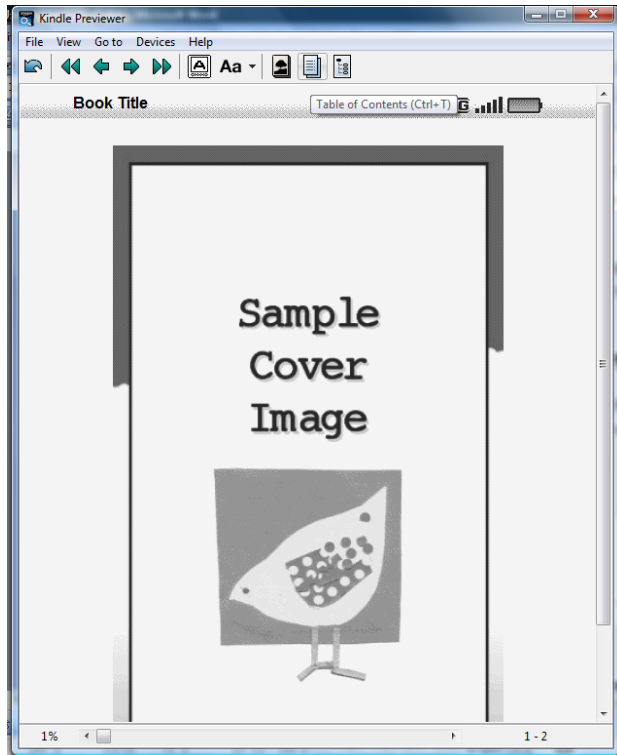 Kindle Previewer
File View Go to Devices Help
A Aa
Book Title
Table of Contents (Ctrl+T)
G
Sample
Cover
Image
1%
1 - 2